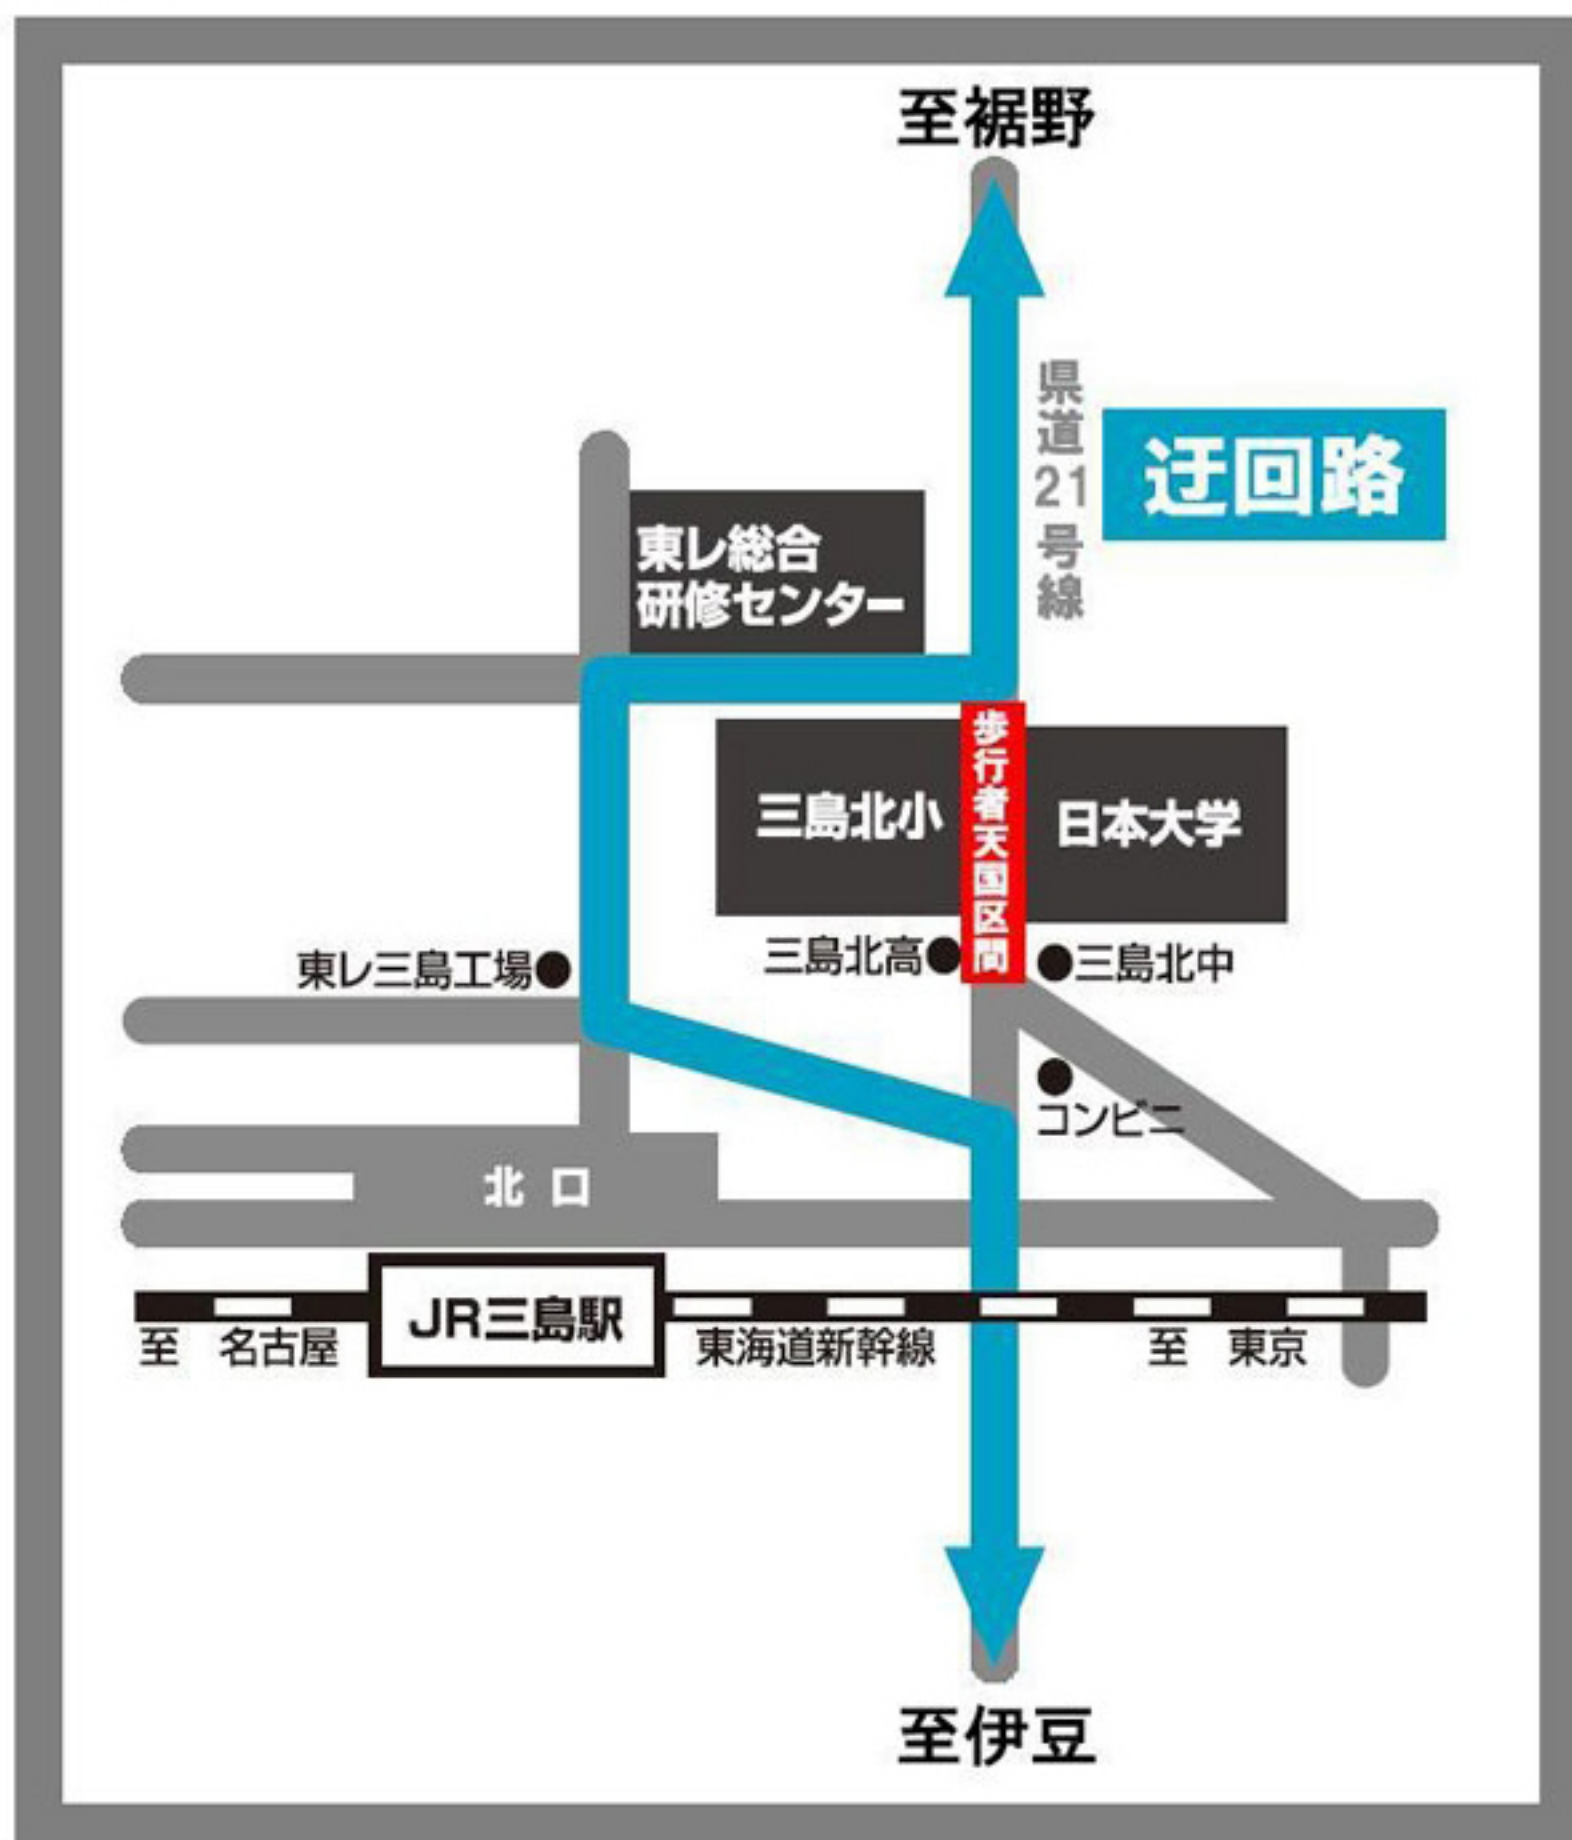 至裾野
県道21号線
迂回路
東レ総合
研修センター
歩行者天国区間
三島北小
日本大学
東レ三島工場
三島北高
三島北中
コンビニ
北口
JR三島駅
至 名古屋
東海道新幹線
至 東京
至伊豆